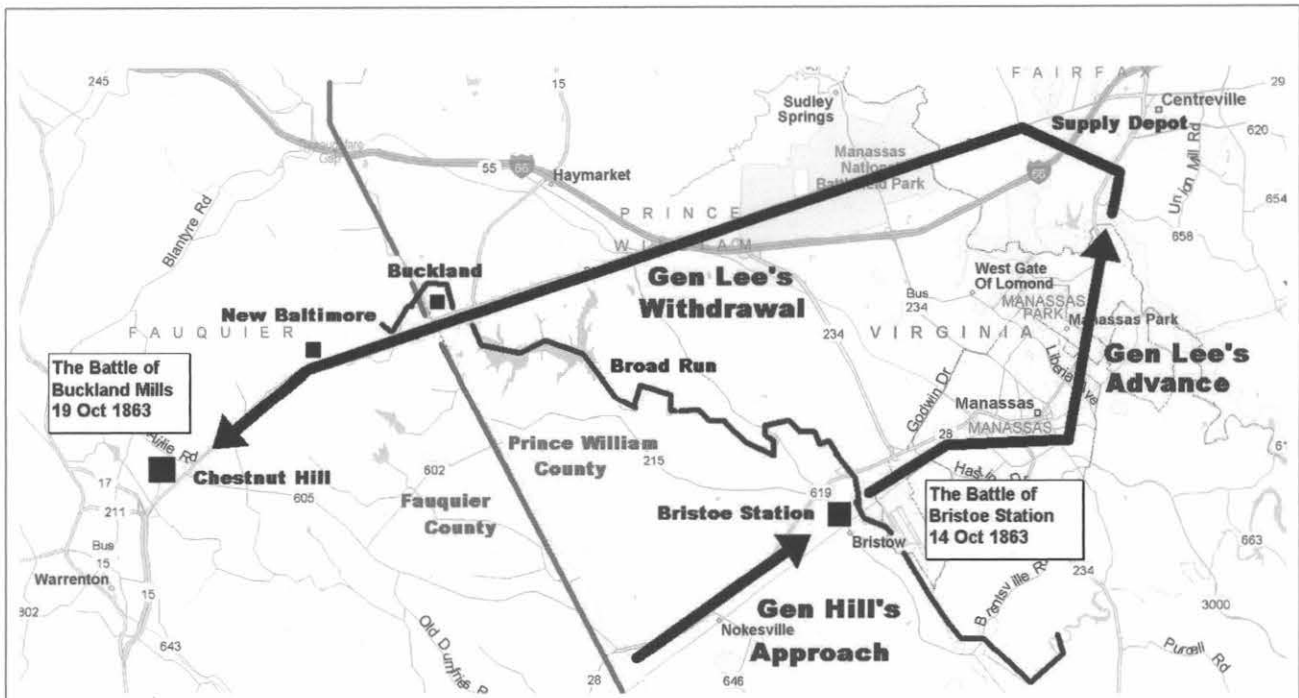 FAIRFAX
245
15
29
Sudley
Springs
Centreville
Supply Depot
620
Union Mill Rd
Gap
55
66
Haymarket
Manassas
National
Battlefield Park
66
654
Blantyre Rd
PRINCE
WILLIAM
658
Buckland
Gen Lee's
Withdrawal
West Gate
Of Lomond
Bus
234
MANASSAS
PARK
Manassas Park
New Baltimore
FAUQUIER
234
VIRGINIA
The Battle of
Buckland Mills
19 Oct 1863
Broad Run
Gen Lee's
Advance
Godwin Dr
Manassas
MANASSAS
28
Chestnut Hill
Prince William
County
602
215
17
211
605
Fauquier
County
619
Bristoe Station
Bristow
The Battle of
Bristoe Station
14 Oct 1863
663
Bus
15
Warrenton
15
234
Brentsville Rd
802
Gen Hill's
Approach
Nokesville
3000
643
28
646
Purcell Rd